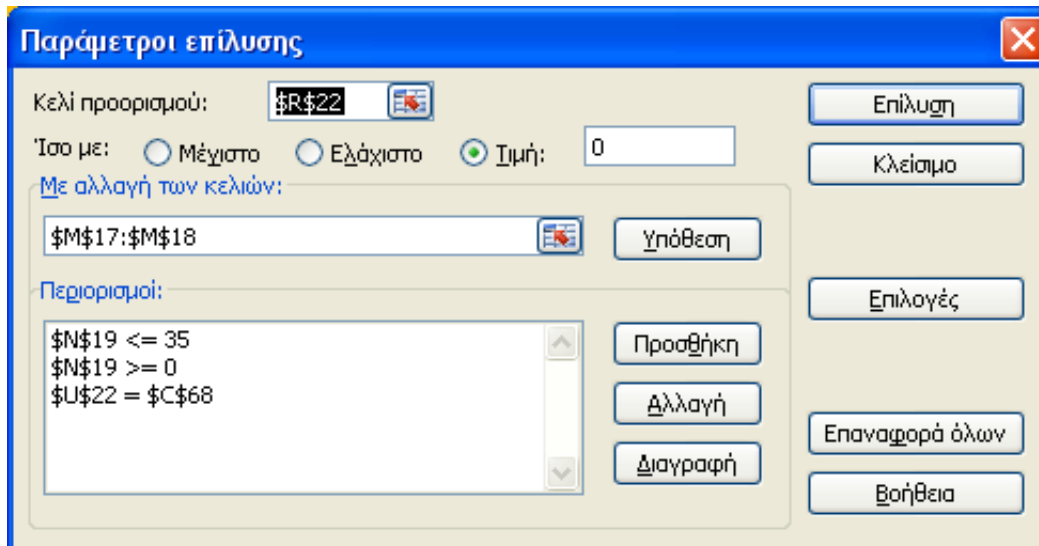 Παράμετροι επίλυσης
Κελί προορισμού: $R$22
Επίλυση
Ίσο με: Μέγιστο Ελάχιστο Τιμή: 0
Κλείσιμο
Με αλλαγή των κελιών:
$M$17:$M$18
Υπόθεση
Περιορισμοί:
Επιλογές
$N$19 <= 35
$N$19 >= 0
$U$22 = $C$68
Προσθήκη
Αλλαγή
Διαγραφή
Επαναφορά όλων
Βοήθεια